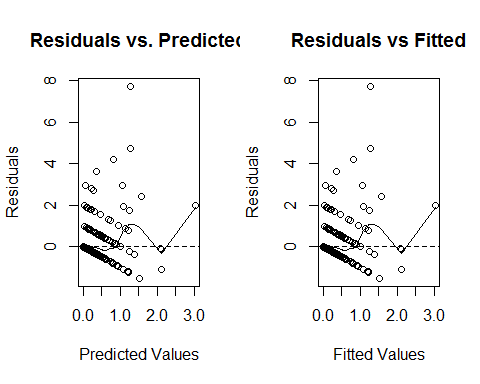 Residuals vs. Predicted
Residuals
8
6
4
2
0
0.0 1.0 2.0 3.0
Predicted Values
Residuals vs Fitted
Residuals
8
6
4
2
0
0.0 1.0 2.0 3.0
Fitted Values